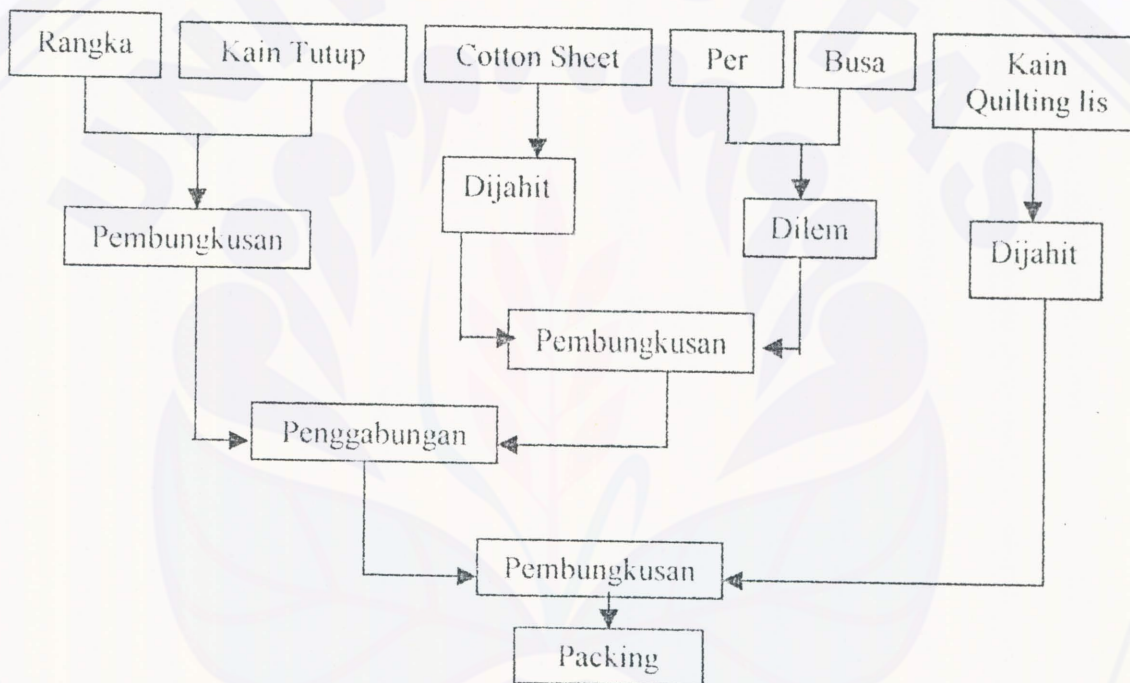 Rangka
Kain Tutup
Cotton Sheet
Per
Busa
Kain
Quilting lis
Dijahit
Pembungkusan
Dilem
Dijahit
Pembungkusan
Penggabungan
Pembungkusan
Packing